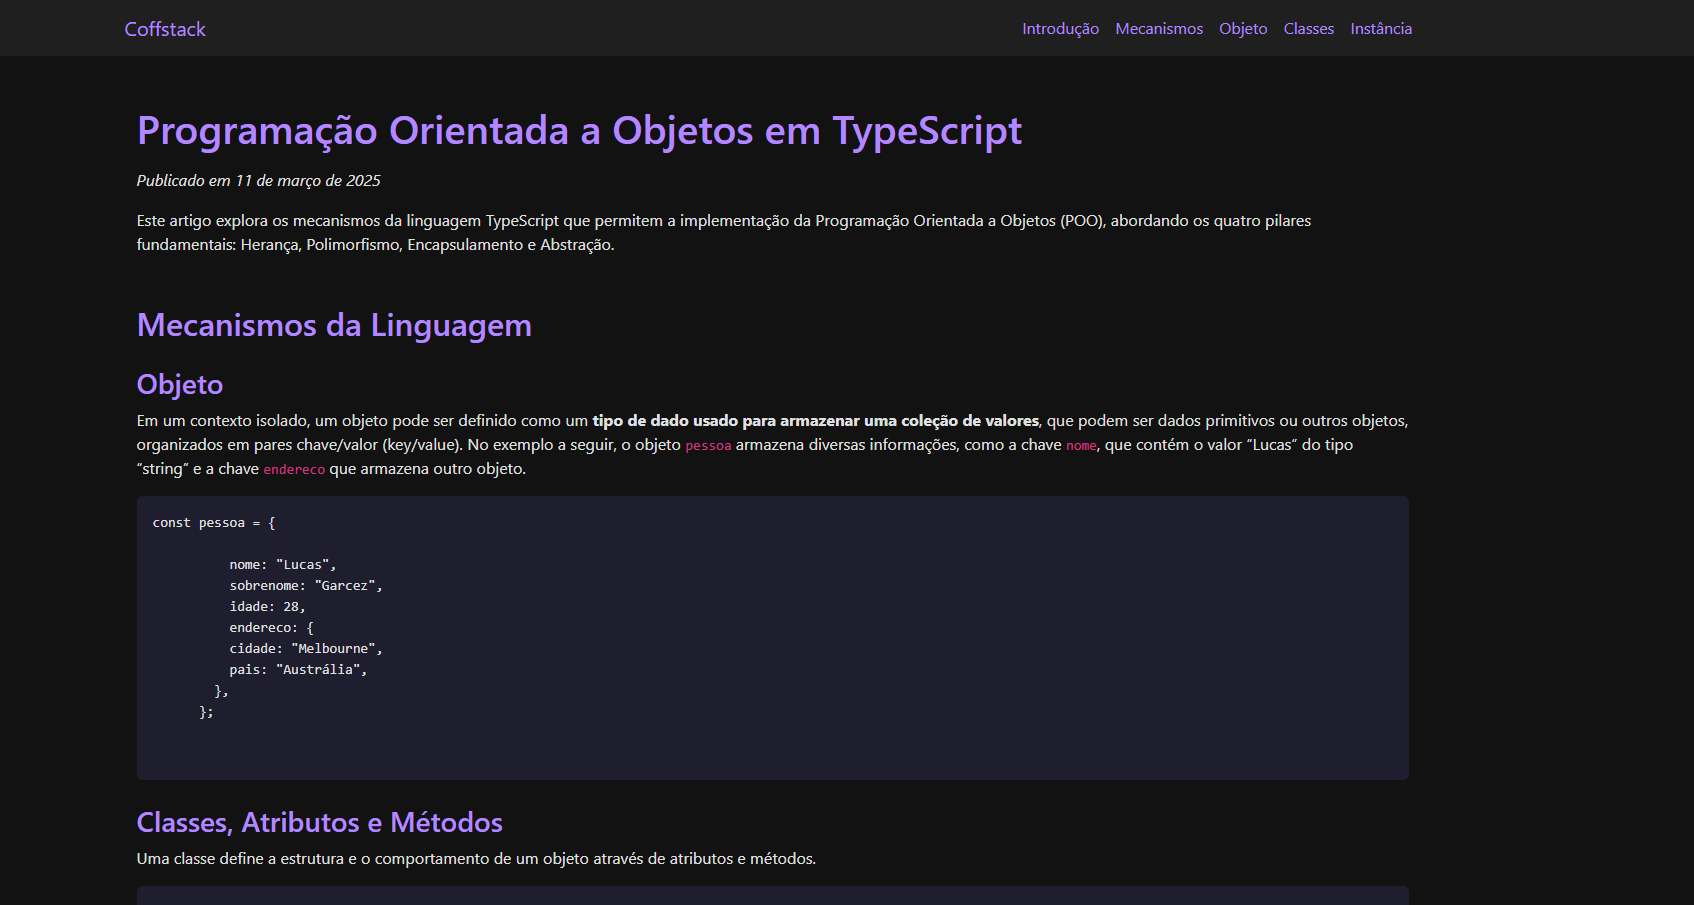 Coffstack
Introdução Mecanismos Objeto Classes Instância
Programação Orientada a Objetos em TypeScript
Publicado em 11 de março de 2025
Este artigo explora os mecanismos da linguagem TypeScript que permitem a implementação da Programação Orientada a Objetos (POO), abordando os quatro pilares
fundamentais: Herança, Polimorfismo, Encapsulamento e Abstração.
Mecanismos da Linguagem
Objeto
Em um contexto isolado, um objeto pode ser definido como um tipo de dado usado para armazenar uma coleção de valores, que podem ser dados primitivos ou outros objetos,
organizados em pares chave/valor (key/value). No exemplo a seguir, o objeto pessoa armazena diversas informações, como a chave nome, que contém o valor “Lucas“ do tipo
“string” e a chave endereco que armazena outro objeto.
const pessoa = {
nome: "Lucas",
sobrenome: "Garcez",
idade: 28,
endereco: {
cidade: "Melbourne",
pais: "Austrália",
},
};
Classes, Atributos e Métodos
Uma classe define a estrutura e o comportamento de um objeto através de atributos e métodos.